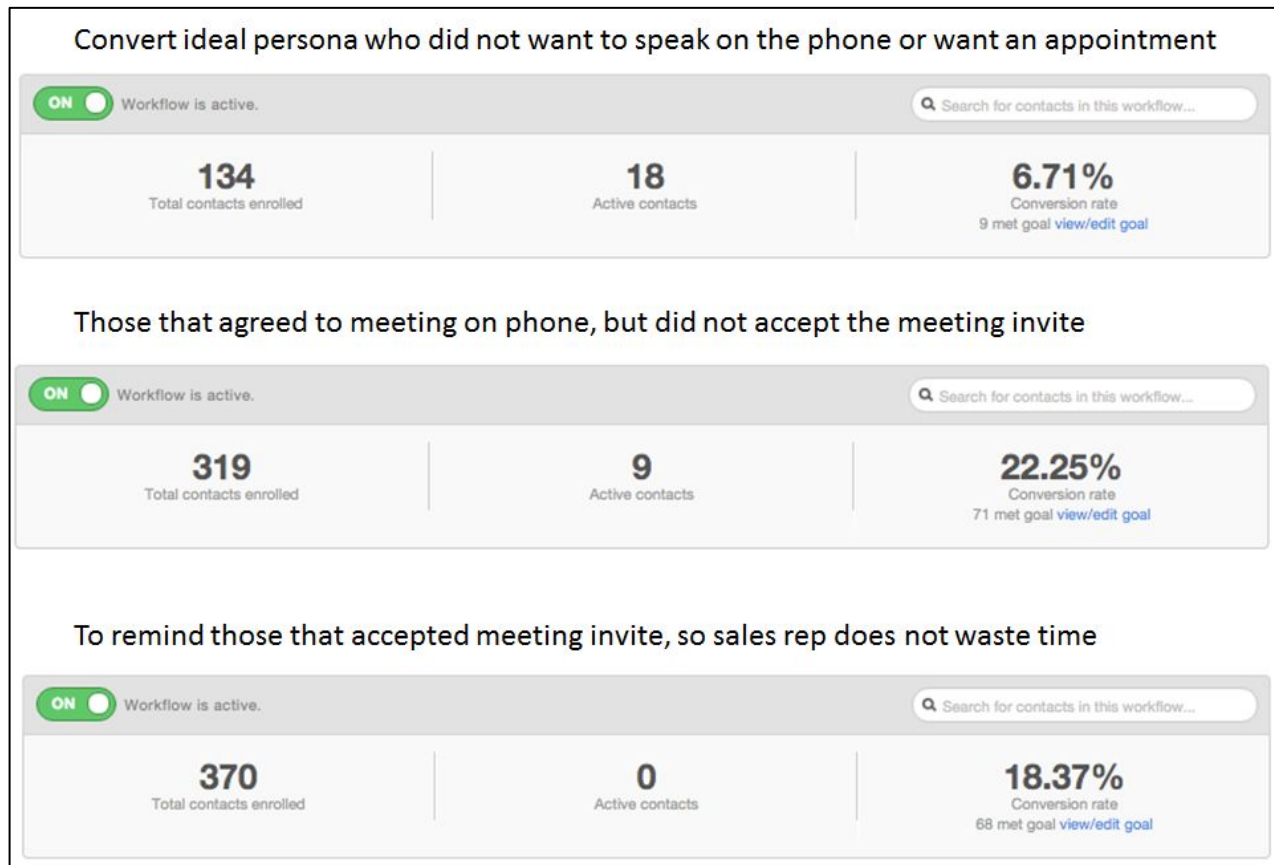 Convert ideal persona who did not want to speak on the phone or want an appointment
ON Workflow is active. Search for contacts in this workflow...
134 18 6.71%
Total contacts enrolled Active contacts Conversion rate
9 met goal view/edit goal
Those that agreed to meeting on phone, but did not accept the meeting invite
ON Workflow is active. Search for contacts in this workflow...
319 9 22.25%
Total contacts enrolled Active contacts Conversion rate
71 met goal view/edit goal
To remind those that accepted meeting invite, so sales rep does not waste time
ON Workflow is active. Search for contacts in this workflow...
370 0 18.37%
Total contacts enrolled Active contacts Conversion rate
68 met goal view/edit goal